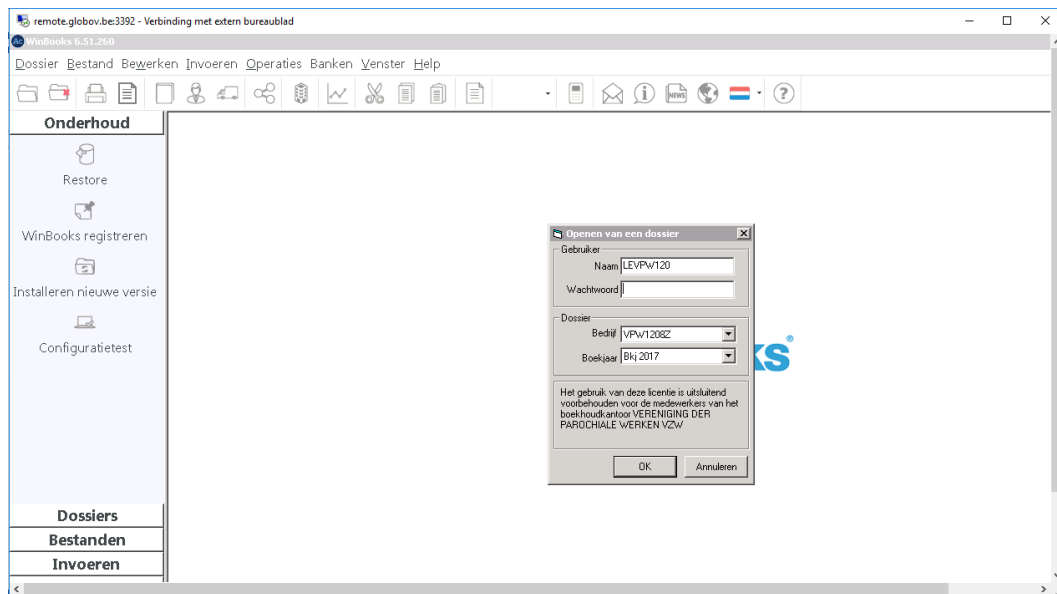 remote.globov.be:3392 - Verbinding met extern bureaublad
Ac WinBooks 6.51.260
Dossier Bestand Bewerken Invoeren Operaties Banken Venster Help
NEWS
Onderhoud
Restore
WinBooks registreren
Installeren nieuwe versie
Configuratietest
Dossiers
Bestanden
Invoeren
Openen van een dossier
Gebruiker
Naam LEVPW120
Wachtwoord
Dossier
Bedrijf VPW1208Z
Boekjaar Bkj 2017
Het gebruik van deze licentie is uitsluitend
voorbehouden voor de medewerkers van het
boekhoudkantoor VERENIGING DER
PAROCHIALE WERKEN VZW
OK Annuleren
KS®